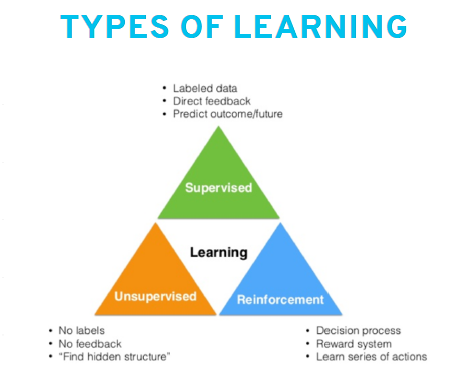 TYPES OF LEARNING
• Labeled data
• Direct feedback
• Predict outcome/future
Supervised
Learning
Unsupervised
Reinforcement
• No labels
• No feedback
• “Find hidden structure”
• Decision process
• Reward system
• Learn series of actions